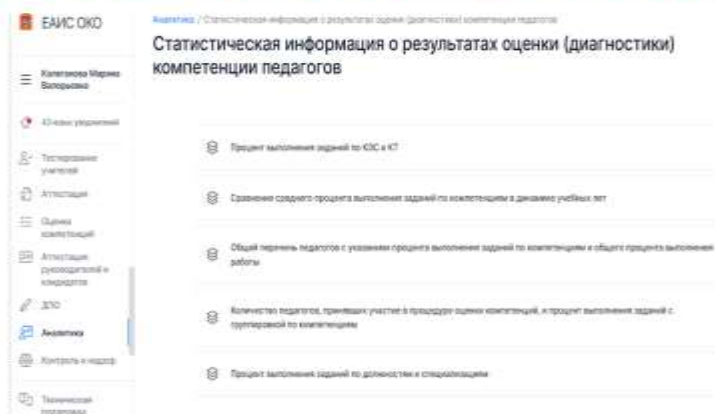 ЕАИС ОКО
Марина
Валерьевна
уведомлений
Тестирование
учителей
Аттестация
Оценка
компетенций
Аттестация
руководителей и
кандидатов
ДПО
Аналитика
Контроль и надзор
Техническая
поддержка
Аналитика / Статистическая информация о результатах оценки (диагностики) компетенции педагогов
Статистическая информация о результатах оценки (диагностики)
компетенции педагогов
Процент выполнения заданий по КЭС и КТ
Сравнение среднего процента выполнения заданий по компетенциям в динамике учебных лет
Общий перечень педагогов с указанием процента выполнения заданий по компетенциям и общего процента выполнения
работы
Количество педагогов, принявших участие в процедуре оценки компетенций, и процент выполнения заданий с
группировкой по компетенциям
Процент выполнения заданий по должностям и специализациям